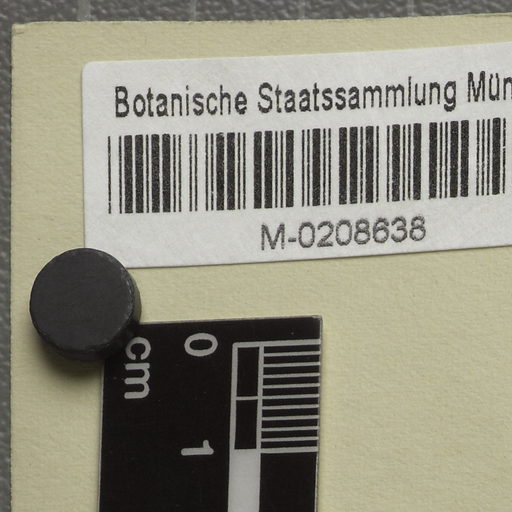 Botanische Staatssammlung Mün
M-0208638
cm
0
1